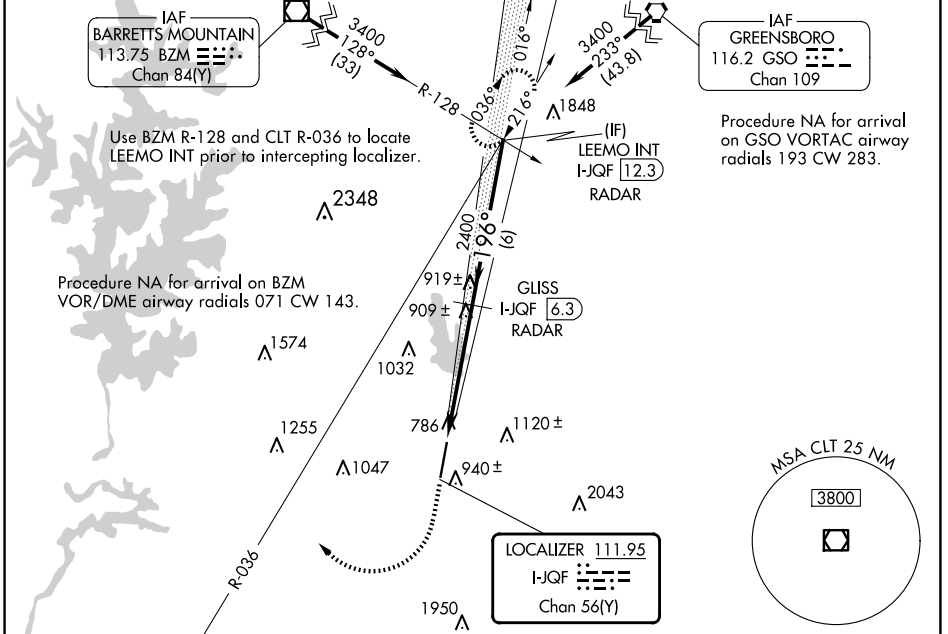 IAF
BARRETTS MOUNTAIN
113.75 BZM
Chan 84(Y)
3400
128°
(33)
R-128
036°
016°
216°
3400
233°
(43.8)
IAF
GREENSBORO
116.2 GSO
Chan 109
1848
Use BZM R-128 and CLT R-036 to locate
LEEMO INT prior to intercepting localizer.
(IF)
LEEMO INT
I-JQF 12.3
RADAR
Procedure NA for arrival
on GSO VORTAC airway
radials 193 CW 283.
2348
2400
196°
(6)
Procedure NA for arrival on BZM
VOR/DME airway radials 071 CW 143.
919±
909±
GLISS
I-JQF 6.3
RADAR
1574
1032
1255
786
1120±
1047
940±
2043
MSA CLT 25 NM
3800
R-036
LOCALIZER 111.95
I-JQF
Chan 56(Y)
1950